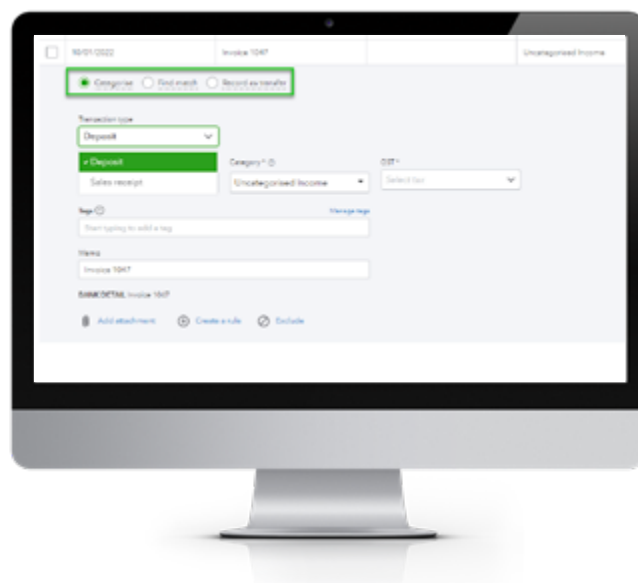 10/01/2022 Invoice 1047 Uncategorised Income
Categorise Find match Record as transfer
Transaction type
Deposit
Deposit Category* GST*
Sales receipt Uncategorised Income Select tax
Tags Manage tags
Start typing to add a tag
Memo
Invoice 1047
BANK DETAIL Invoice 1047
Add attachment Create a rule Exclude